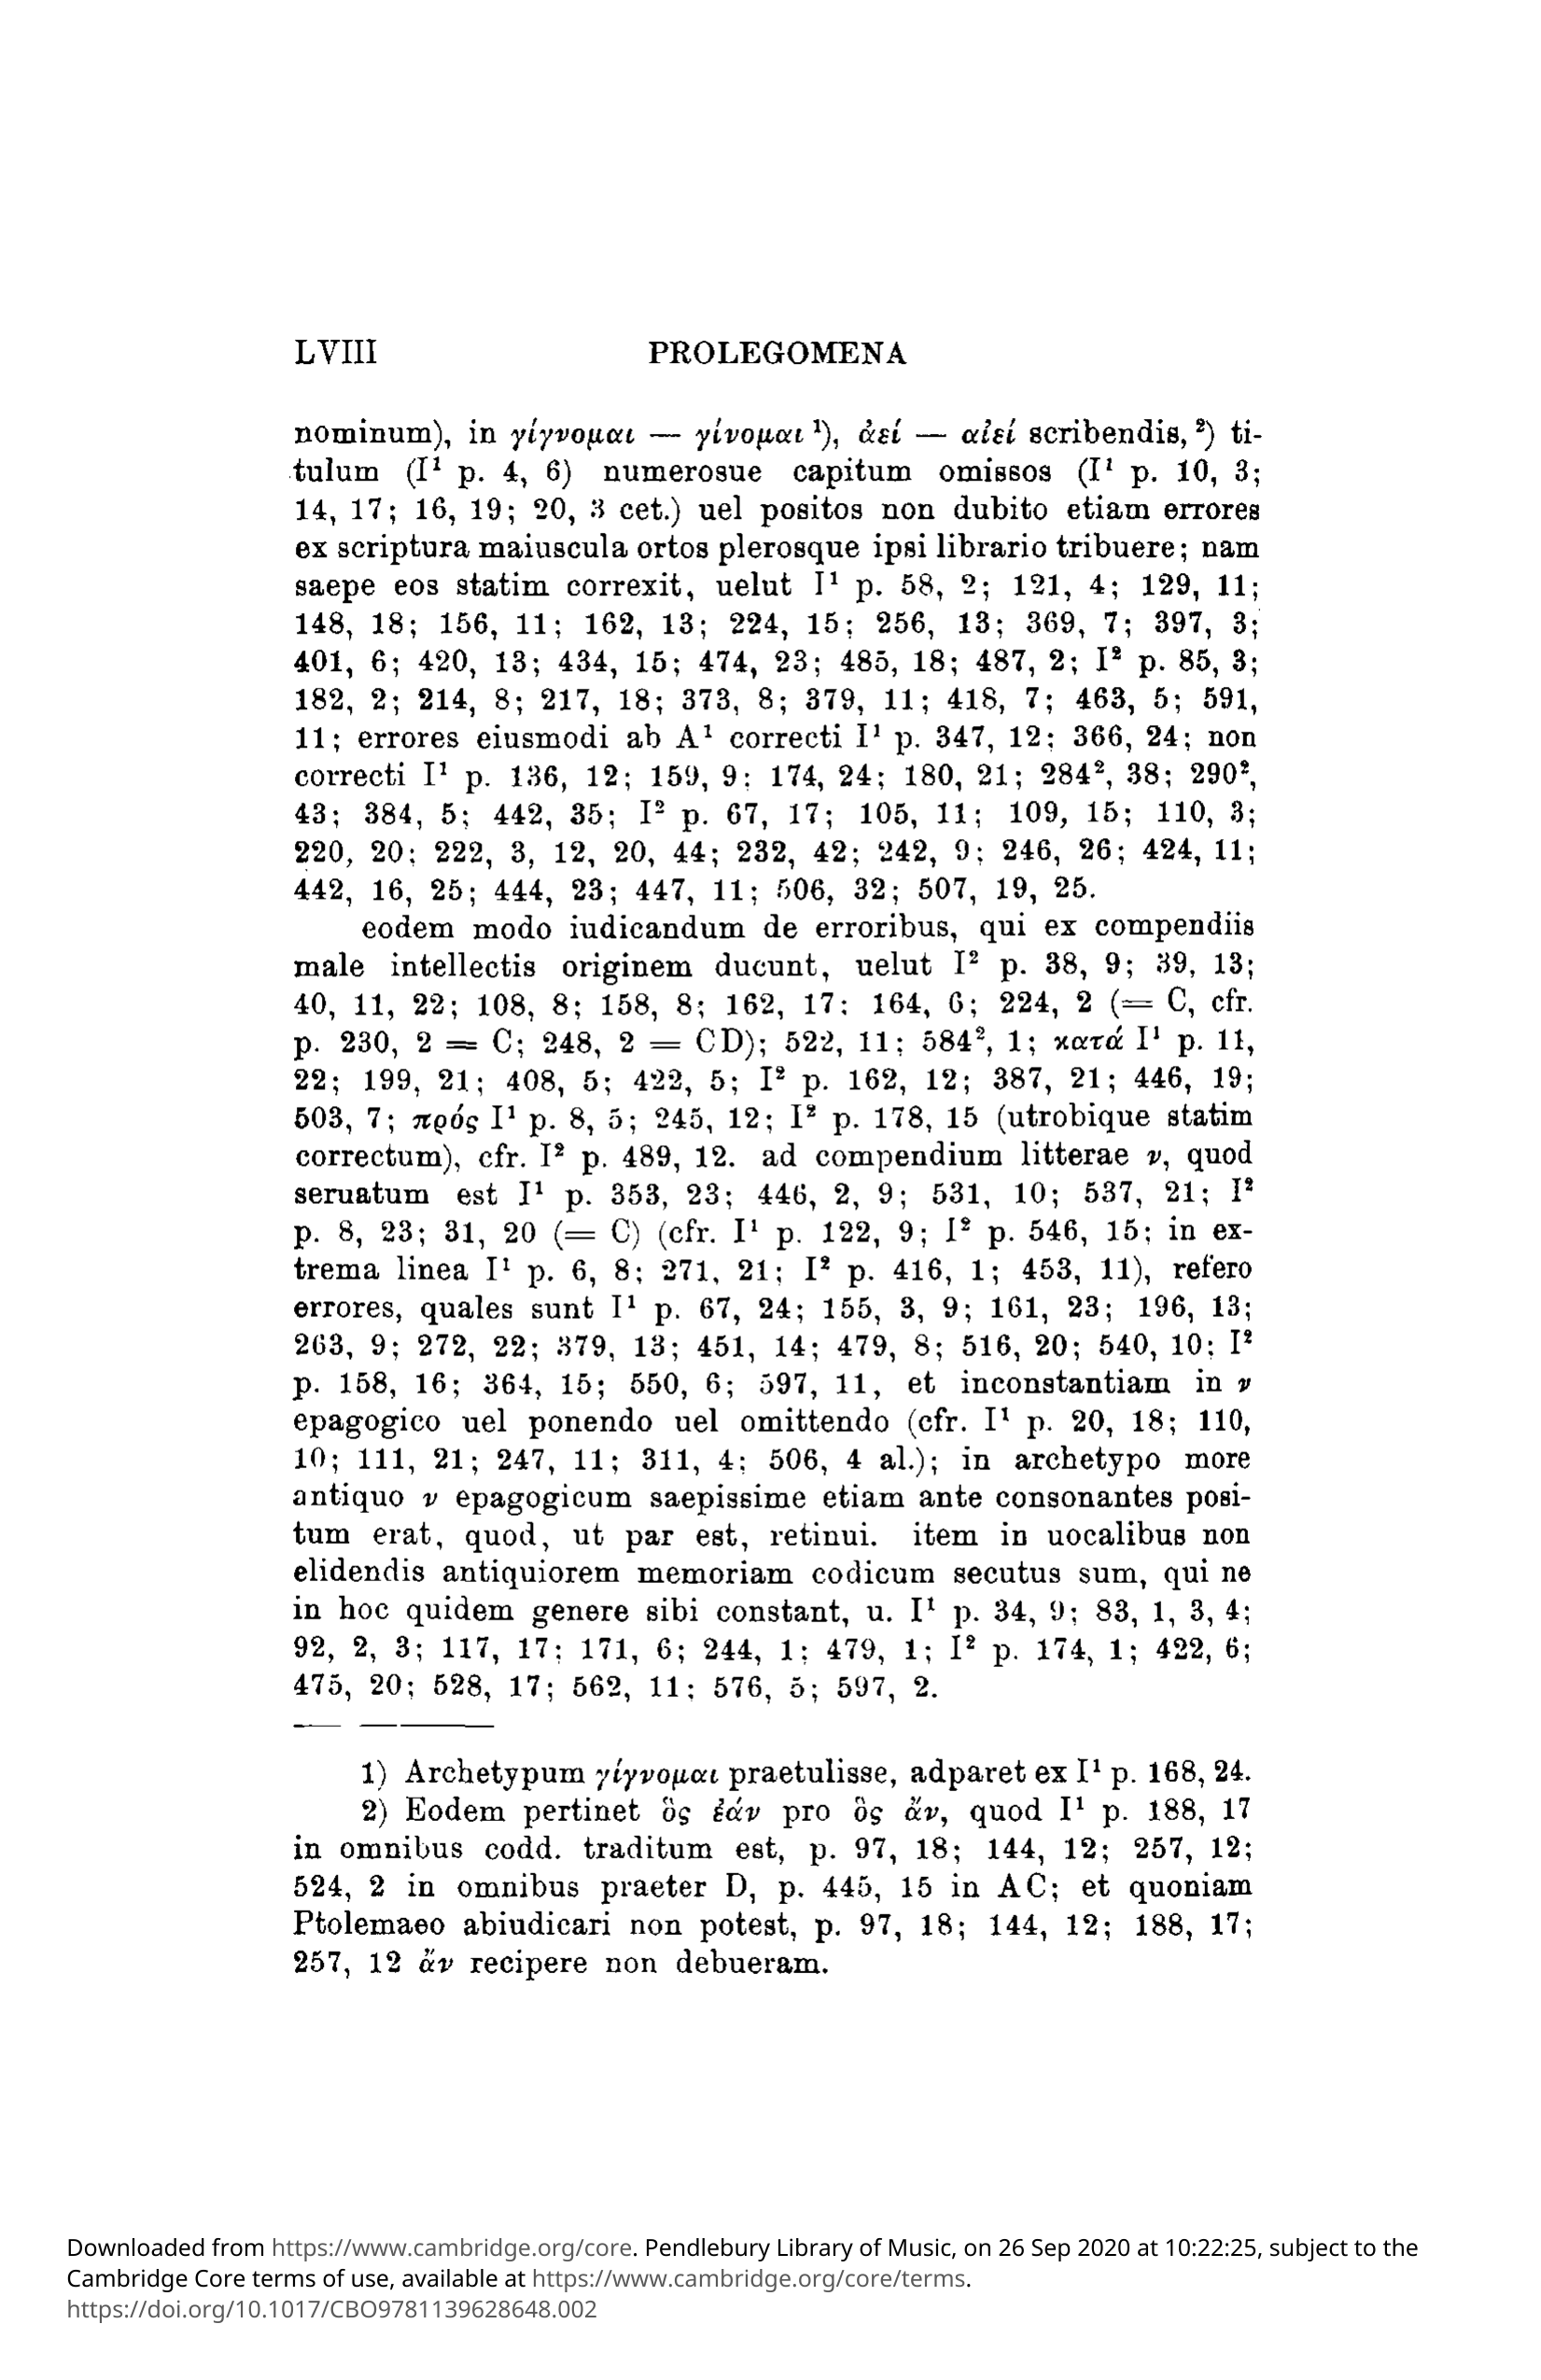 LVIII PROLEGOMENA
nominum), in γίγνομαι — γίνομαι ¹), ἀεί — αἰεί scribendis, ²) ti-
tulum (I¹ p. 4, 6) numerosue capitum omissos (I¹ p. 10, 3;
14, 17; 16, 19; 20, 3 cet.) uel positos non dubito etiam errores
ex scriptura maiuscula ortos plerosque ipsi librario tribuere; nam
saepe eos statim correxit, uelut I¹ p. 58, 2; 121, 4; 129, 11;
148, 18; 156, 11; 162, 13; 224, 15; 256, 13; 369, 7; 397, 3;
401, 6; 420, 13; 434, 15; 474, 23; 485, 18; 487, 2; I² p. 85, 3;
182, 2; 214, 8; 217, 18; 373, 8; 379, 11; 418, 7; 463, 5; 591,
11; errores eiusmodi ab A¹ correcti I¹ p. 347, 12; 366, 24; non
correcti I¹ p. 136, 12; 159, 9; 174, 24; 180, 21; 284², 38; 290²,
43; 384, 5; 442, 35; I² p. 67, 17; 105, 11; 109, 15; 110, 3;
220, 20; 222, 3, 12, 20, 44; 232, 42; 242, 9; 246, 26; 424, 11;
442, 16, 25; 444, 23; 447, 11; 506, 32; 507, 19, 25.
eodem modo iudicandum de erroribus, qui ex compendiis
male intellectis originem ducunt, uelut I² p. 38, 9; 39, 13;
40, 11, 22; 108, 8; 158, 8; 162, 17; 164, 6; 224, 2 (= C, cfr.
p. 230, 2 = C; 248, 2 = CD); 522, 11; 584², 1; κατά I¹ p. 11,
22; 199, 21; 408, 5; 422, 5; I² p. 162, 12; 387, 21; 446, 19;
503, 7; πρός I¹ p. 8, 5; 245, 12; I² p. 178, 15 (utrobique statim
correctum), cfr. I² p. 489, 12. ad compendium litterae ν, quod
seruatum est I¹ p. 353, 23; 446, 2, 9; 531, 10; 537, 21; I²
p. 8, 23; 31, 20 (= C) (cfr. I¹ p. 122, 9; I² p. 546, 15; in ex-
trema linea I¹ p. 6, 8; 271, 21; I² p. 416, 1; 453, 11), refero
errores, quales sunt I¹ p. 67, 24; 155, 3, 9; 161, 23; 196, 13;
263, 9; 272, 22; 379, 13; 451, 14; 479, 8; 516, 20; 540, 10; I²
p. 158, 16; 364, 15; 550, 6; 597, 11, et inconstantiam in ν
epagogico uel ponendo uel omittendo (cfr. I¹ p. 20, 18; 110,
10; 111, 21; 247, 11; 311, 4; 506, 4 al.); in archetypo more
antiquo ν epagogicum saepissime etiam ante consonantes posi-
tum erat, quod, ut par est, retinui. item in uocalibus non
elidendis antiquiorem memoriam codicum secutus sum, qui ne
in hoc quidem genere sibi constant, u. I¹ p. 34, 9; 83, 1, 3, 4;
92, 2, 3; 117, 17; 171, 6; 244, 1; 479, 1; I² p. 174, 1; 422, 6;
475, 20; 528, 17; 562, 11; 576, 5; 597, 2.
1) Archetypum γίγνομαι praetulisse, adparet ex I¹ p. 168, 24.
2) Eodem pertinet ὃς ἐάν pro ὃς ἄν, quod I¹ p. 188, 17
in omnibus codd. traditum est, p. 97, 18; 144, 12; 257, 12;
524, 2 in omnibus praeter D, p. 445, 15 in AC; et quoniam
Ptolemaeo abiudicari non potest, p. 97, 18; 144, 12; 188, 17;
257, 12 ἄν recipere non debueram.
Downloaded from https://www.cambridge.org/core. Pendlebury Library of Music, on 26 Sep 2020 at 10:22:25, subject to the
Cambridge Core terms of use, available at https://www.cambridge.org/core/terms.
https://doi.org/10.1017/CBO9781139628648.002